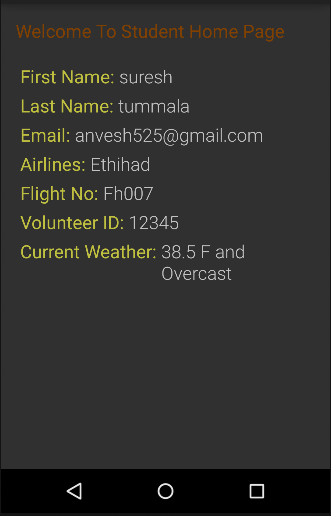 Welcome To Student Home Page
First Name: suresh
Last Name: tummala
Email: anvesh525@gmail.com
Airlines: Ethihad
Flight No: Fh007
Volunteer ID: 12345
Current Weather: 38.5 F and
Overcast